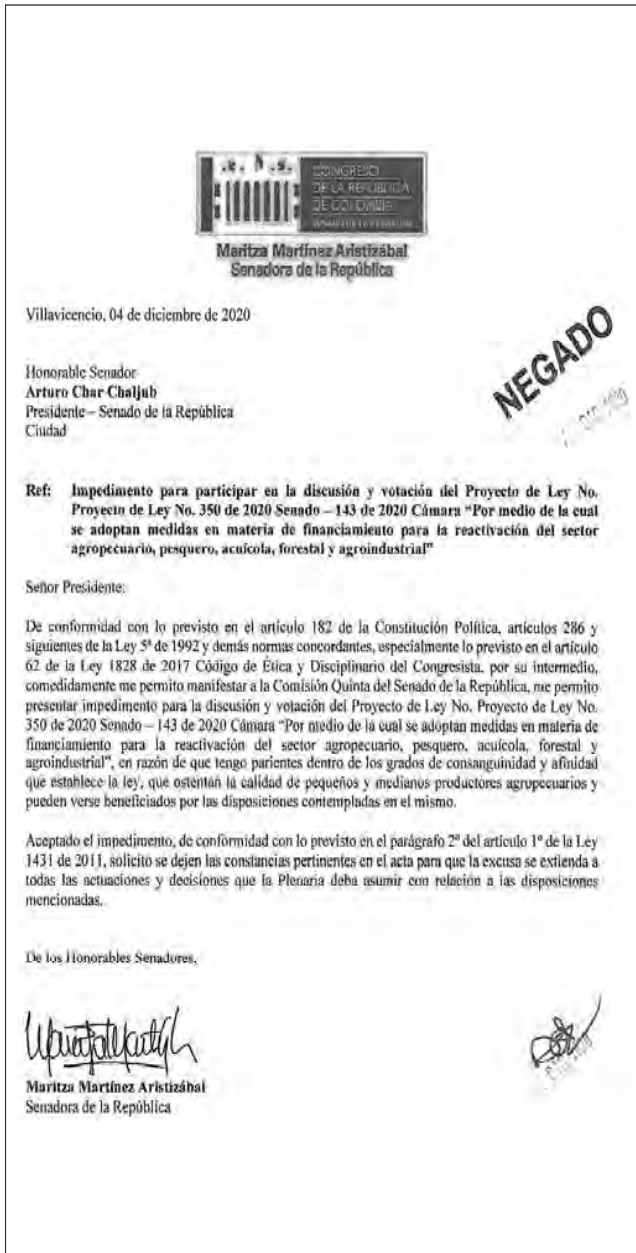 CONGRESO
DE LA REPÚBLICA
DE COLOMBIA
Maritza Martínez Aristizábal
Senadora de la República
Villavicencio, 04 de diciembre de 2020
NEGADO
Honorable Senador
Arturo Char Chaljub
Presidente – Senado de la República
Ciudad
Ref: Impedimento para participar en la discusión y votación del Proyecto de Ley No.
Proyecto de Ley No. 350 de 2020 Senado – 143 de 2020 Cámara “Por medio de la cual
se adoptan medidas en materia de financiamiento para la reactivación del sector
agropecuario, pesquero, acuícola, forestal y agroindustrial”
Señor Presidente:
De conformidad con lo previsto en el artículo 182 de la Constitución Política, artículos 286 y
siguientes de la Ley 5ª de 1992 y demás normas concordantes, especialmente lo previsto en el artículo
62 de la Ley 1828 de 2017 Código de Ética y Disciplinario del Congresista, por su intermedio,
comedidamente me permito manifestar a la Comisión Quinta del Senado de la República, me permito
presentar impedimento para la discusión y votación del Proyecto de Ley No. Proyecto de Ley No.
350 de 2020 Senado – 143 de 2020 Cámara “Por medio de la cual se adoptan medidas en materia de
financiamiento para la reactivación del sector agropecuario, pesquero, acuícola, forestal y
agroindustrial”, en razón de que tengo parientes dentro de los grados de consanguinidad y afinidad
que establece la ley, que ostentan la calidad de pequeños y medianos productores agropecuarios y
pueden verse beneficiados por las disposiciones contempladas en el mismo.
Aceptado el impedimento, de conformidad con lo previsto en el parágrafo 2º del artículo 1º de la Ley
1431 de 2011, solicito se dejen las constancias pertinentes en el acta para que la excusa se extienda a
todas las actuaciones y decisiones que la Plenaria deba asumir con relación a las disposiciones
mencionadas.
De los Honorables Senadores,
Maritza Martínez Aristizábal
Senadora de la República